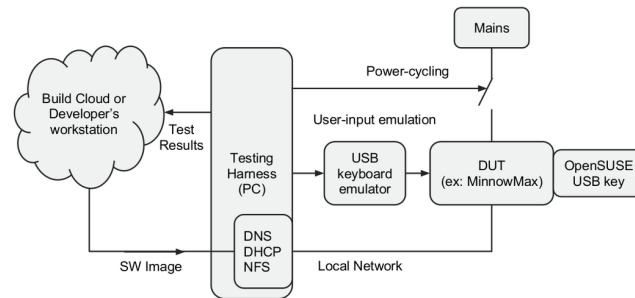 Mains
Power-cycling
Build Cloud or
Developer's
workstation
Test
Results
User-input emulation
Testing
Harness
(PC)
USB
keyboard
emulator
DUT
(ex: MinnowMax)
OpenSUSE
USB key
DNS
DHCP
NFS
SW Image
Local Network